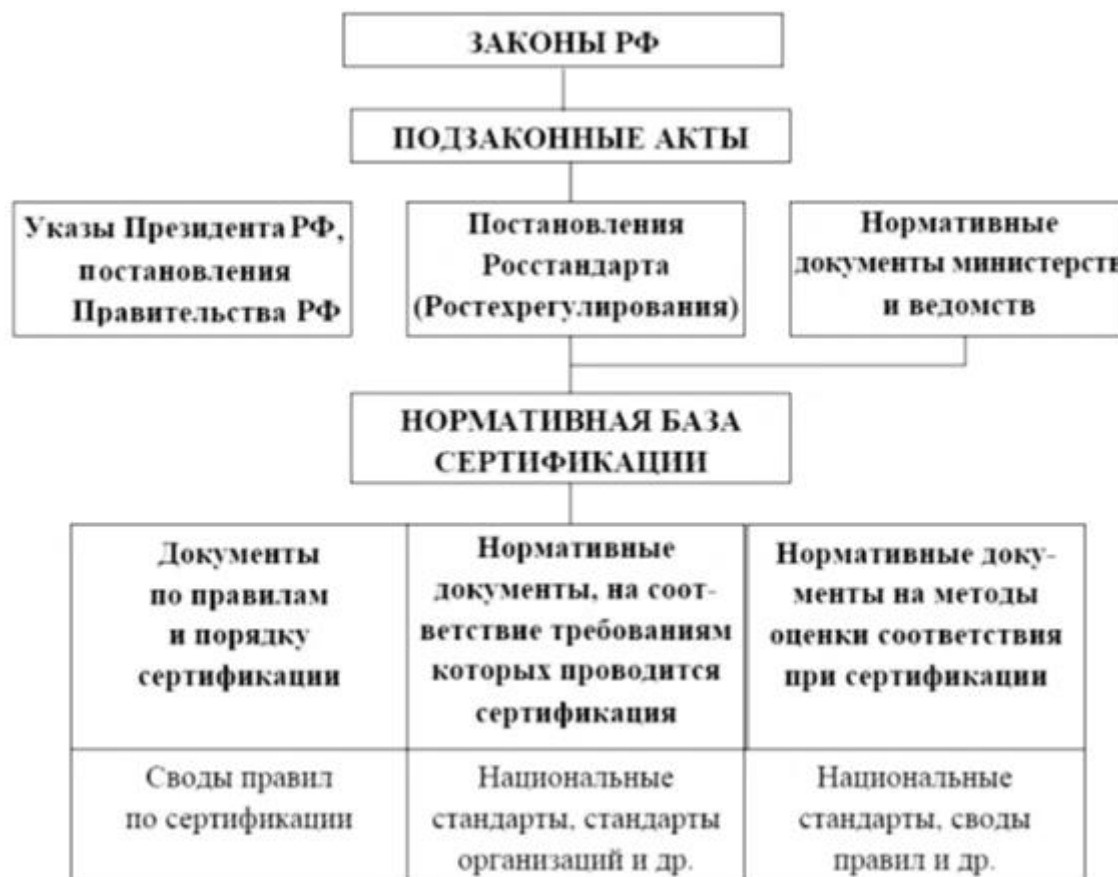 ЗАКОНЫ РФ
ПОДЗАКОННЫЕ АКТЫ
Указы Президента РФ,
постановления
Правительства РФ
Постановления
Росстандарта
(Ростехрегулирования)
Нормативные
документы министерств
и ведомств
НОРМАТИВНАЯ БАЗА
СЕРТИФИКАЦИИ
Документы
по правилам
и порядку
сертификации
Нормативные
документы, на соот-
ветствие требованиям
которых проводится
сертификация
Нормативные доку-
менты на методы
оценки соответствия
при сертификации
Своды правил
по сертификации
Национальные
стандарты, стандарты
организаций и др.
Национальные
стандарты, своды
правил и др.